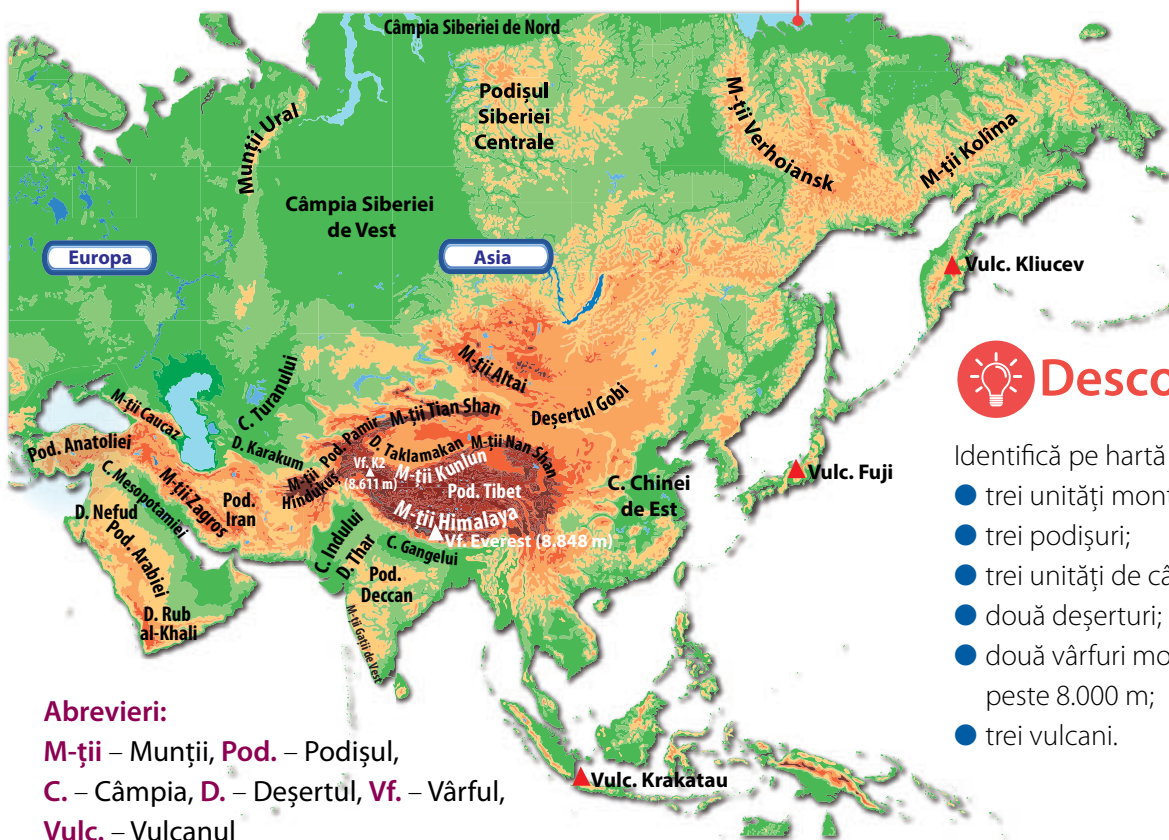 Câmpia Siberiei de Nord
Podișul
Siberiei
Centrale
Munții Ural
M-ții Verhoiansk
M-ții Kolîma
Câmpia Siberiei
de Vest
Europa
Asia
Vulc. Kliucev
M-ții Altai
Deșertul Gobi
C. Turanului
M-ții Caucaz
M-ții Tian Shan
Pod. Pamir
D. Taklamakan
M-ții Nan Shan
Pod. Anatoliei
D. Karakum
M-ții
Hindukuș
Vf. K2
(8.611 m)
M-ții Kunlun
Pod. Tibet
C. Mesopotamiei
M-ții Zagros
Pod.
Iran
M-ții Himalaya
Vf. Everest (8.848 m)
C. Chinei
de Est
Vulc. Fuji
D. Nefud
Pod. Arabiei
D. Rub
al-Khali
C. Indului
D. Thar
C. Gangelui
Pod.
Deccan
M-ții Gații de Vest
Vulc. Krakatau
Abrevieri:
M-ții – Munții, Pod. – Podișul,
C. – Câmpia, D. – Deșertul, Vf. – Vârful,
Vulc. – Vulcanul
Desco
Identifică pe hartă
● trei unități mont
● trei podișuri;
● trei unități de câ
● două deșerturi;
● două vârfuri mo
peste 8.000 m;
● trei vulcani.